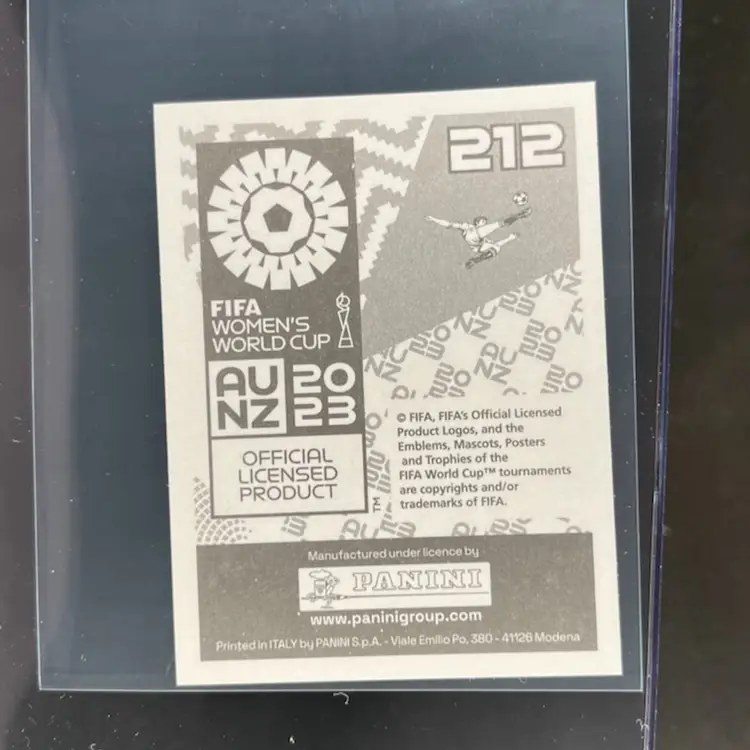 212
FIFA
WOMEN'S
WORLD CUP
AU 20
NZ 23
OFFICIAL
LICENSED
PRODUCT
TM
© FIFA, FIFA's Official Licensed
Product Logos, and the
Emblems, Mascots, Posters
and Trophies of the
FIFA World Cup™ tournaments
are copyrights and/or
trademarks of FIFA.
Manufactured under licence by
PANINI
www.paninigroup.com
Printed in ITALY by PANINI S.p.A. - Viale Emilio Po, 380 - 41126 Modena